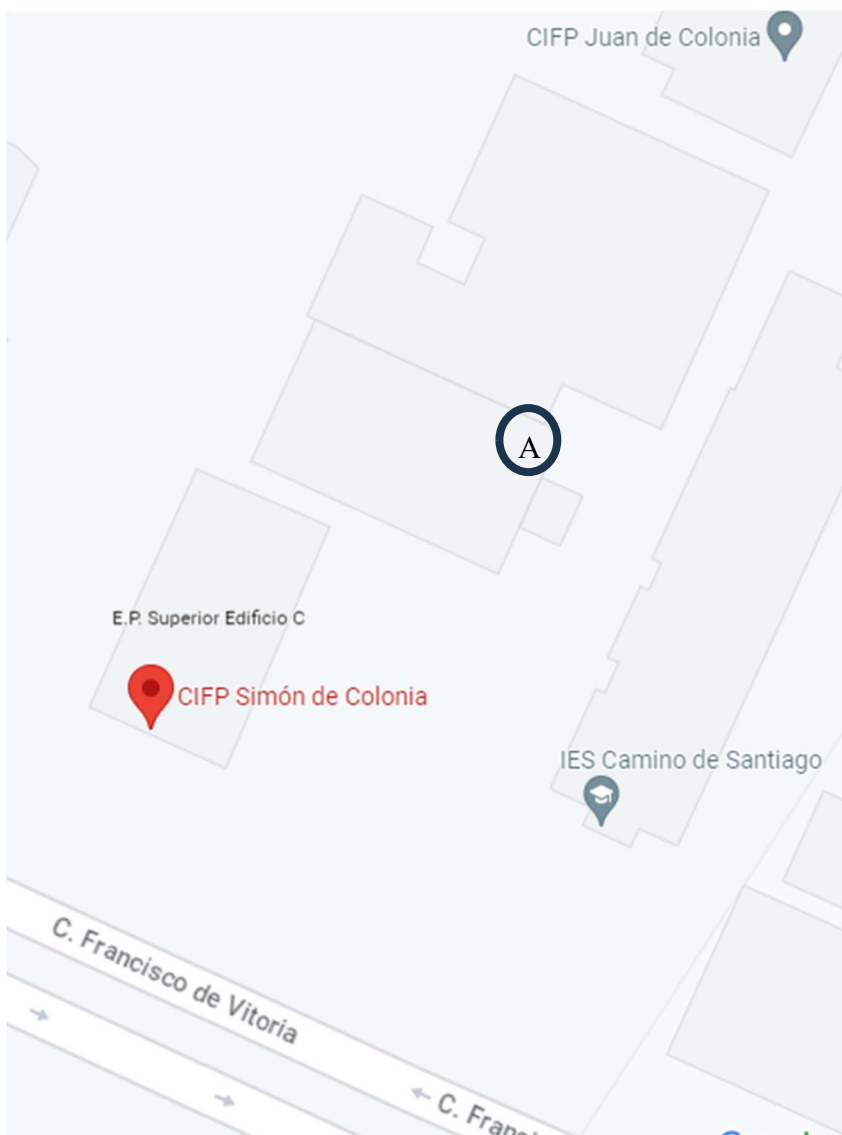 CIFP Juan de Colonia
A
E.P. Superior Edificio C
CIFP Simón de Colonia
IES Camino de Santiago
C. Francisco de Vitoria
C.